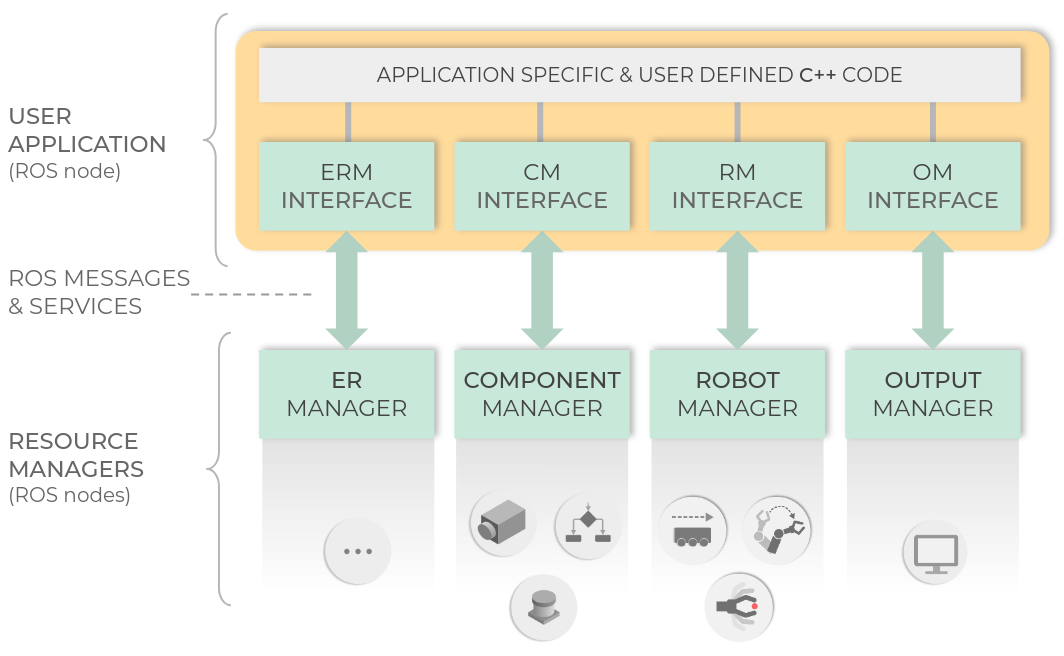 APPLICATION SPECIFIC & USER DEFINED C++ CODE
USER
APPLICATION
(ROS node)
ERM
INTERFACE
CM
INTERFACE
RM
INTERFACE
OM
INTERFACE
ROS MESSAGES
& SERVICES
ER
MANAGER
COMPONENT
MANAGER
ROBOT
MANAGER
OUTPUT
MANAGER
RESOURCE
MANAGERS
(ROS nodes)